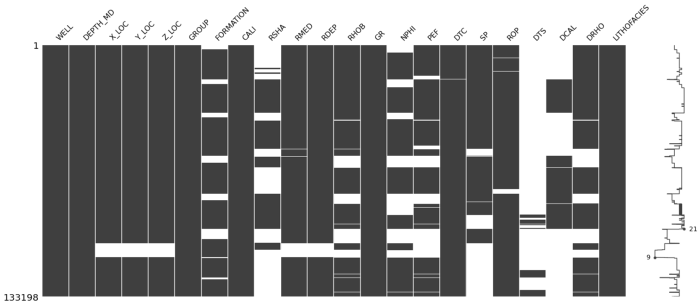 WELL
DEPTH_MD
X_LOC
Y_LOC
Z_LOC
GROUP
FORMATION
CALI
RSHA
RMED
RDEP
RHOB
GR
NPHI
PEF
DTC
SP
ROP
DTS
DCAL
DRHO
LITHOFACIES
1
21
9
133198